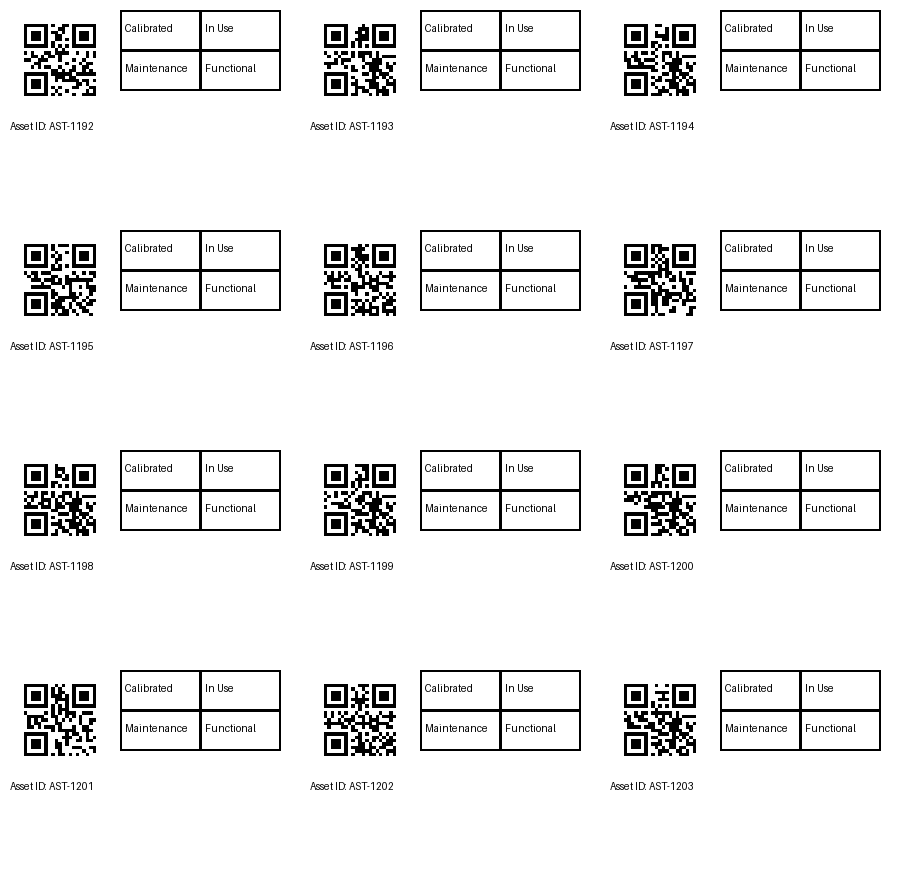 Calibrated In Use Calibrated In Use Calibrated In Use
Maintenance Functional Maintenance Functional Maintenance Functional
Asset ID: AST-1192 Asset ID: AST-1193 Asset ID: AST-1194
Calibrated In Use Calibrated In Use Calibrated In Use
Maintenance Functional Maintenance Functional Maintenance Functional
Asset ID: AST-1195 Asset ID: AST-1196 Asset ID: AST-1197
Calibrated In Use Calibrated In Use Calibrated In Use
Maintenance Functional Maintenance Functional Maintenance Functional
Asset ID: AST-1198 Asset ID: AST-1199 Asset ID: AST-1200
Calibrated In Use Calibrated In Use Calibrated In Use
Maintenance Functional Maintenance Functional Maintenance Functional
Asset ID: AST-1201 Asset ID: AST-1202 Asset ID: AST-1203